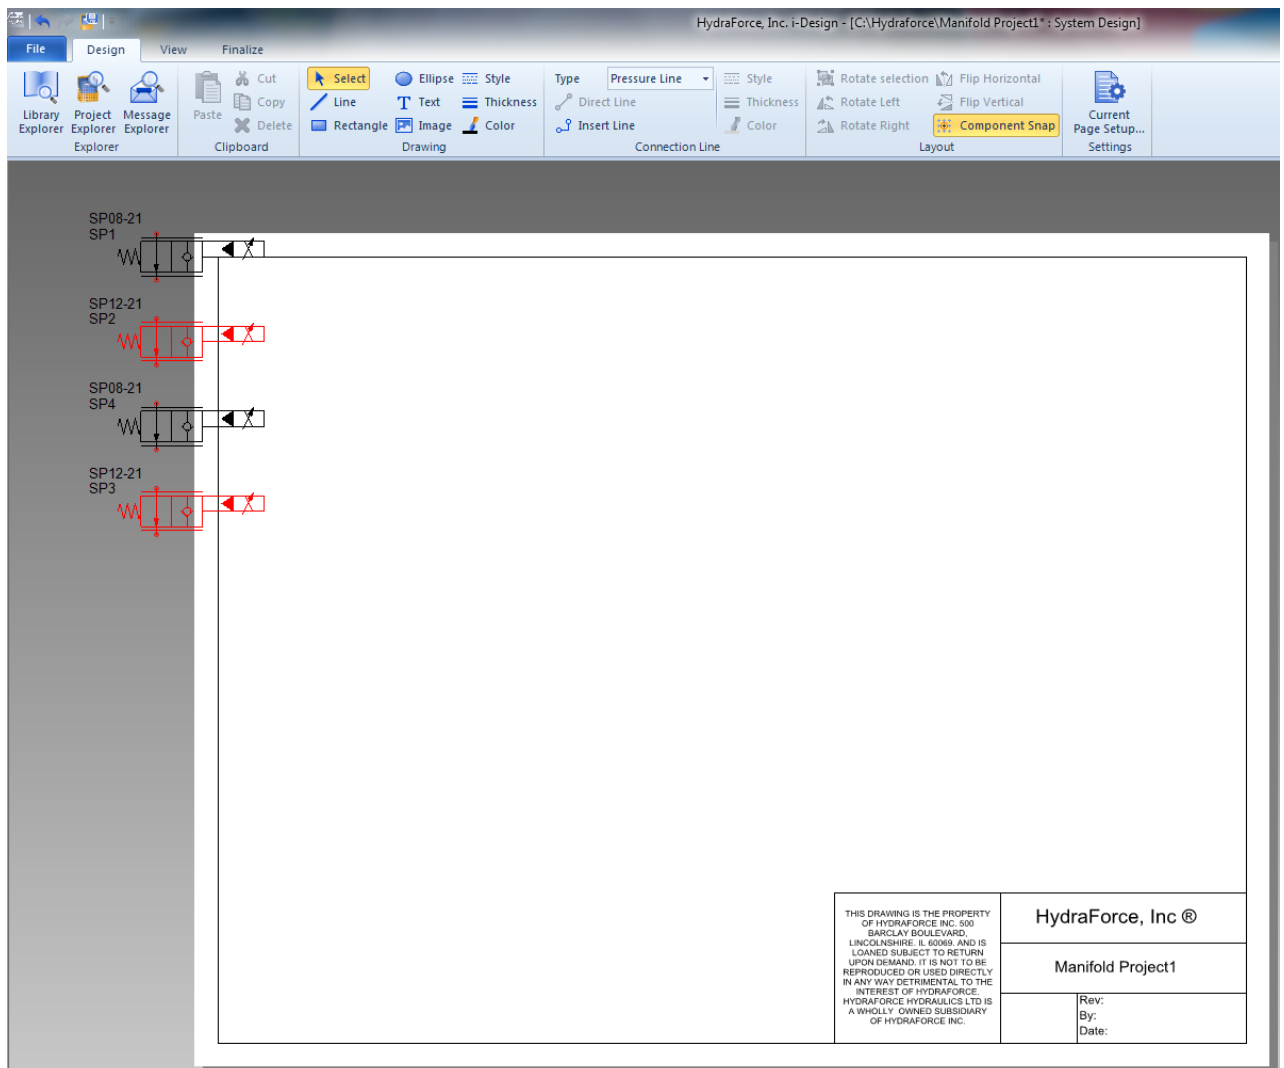 HydraForce, Inc. i-Design - [C:\Hydraforce\Manifold Project1* : System Design]
File Design View Finalize
Library Explorer
Project Explorer
Message Explorer
Explorer
Paste
Cut
Copy
Delete
Clipboard
Select
Line
Rectangle
Ellipse
Text
Image
Style
Thickness
Color
Drawing
Type Pressure Line
Direct Line
Insert Line
Style
Thickness
Color
Connection Line
Rotate selection
Rotate Left
Rotate Right
Flip Horizontal
Flip Vertical
Component Snap
Layout
Current
Page Setup...
Settings
SP08-21
SP1
SP12-21
SP2
SP08-21
SP4
SP12-21
SP3
THIS DRAWING IS THE PROPERTY
OF HYDRAFORCE INC. 500
BARCLAY BOULEVARD,
LINCOLNSHIRE. IL 60069. AND IS
LOANED SUBJECT TO RETURN
UPON DEMAND. IT IS NOT TO BE
REPRODUCED OR USED DIRECTLY
IN ANY WAY DETRIMENTAL TO THE
INTEREST OF HYDRAFORCE.
HYDRAFORCE HYDRAULICS LTD IS
A WHOLLY OWNED SUBSIDIARY
OF HYDRAFORCE INC.
HydraForce, Inc ®
Manifold Project1
Rev:
By:
Date: